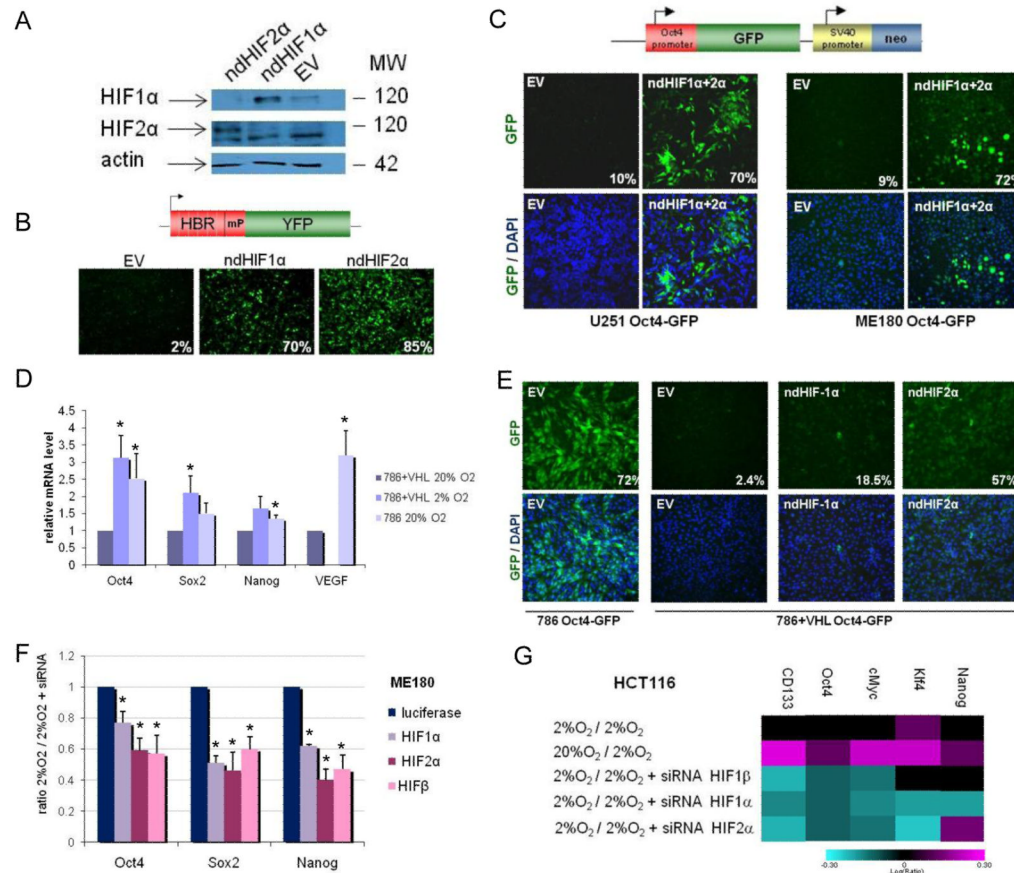 A
ndHIF2α
ndHIF1α
EV
MW
HIF1α
120
HIF2α
120
actin
42
B
HBR mP YFP
EV ndHIF1α ndHIF2α
2% 70% 85%
C
Oct4 promoter GFP SV40 promoter neo
EV ndHIF1α+2α EV ndHIF1α+2α
GFP
10% 70% 9% 72%
EV ndHIF1α+2α EV ndHIF1α+2α
GFP / DAPI
U251 Oct4-GFP ME180 Oct4-GFP
D
relative mRNA level
4.5
4
3.5
3
2.5
2
1.5
1
0.5
* * * * *
Oct4 Sox2 Nanog VEGF
786+VHL 20% O2
786+VHL 2% O2
786 20% O2
E
EV EV ndHIF-1α ndHIF2α
GFP
72% 2.4% 18.5% 57%
EV EV ndHIF-1α ndHIF2α
GFP / DAPI
786 Oct4-GFP 786+VHL Oct4-GFP
F
ratio 2%O2 / 2%O2 + siRNA
1.2
1
0.8
0.6
0.4
0.2
0
* * * * * * * * *
Oct4 Sox2 Nanog
ME180
luciferase
HIF1α
HIF2α
HIFβ
G
HCT116
CD133 Oct4 cMyc Klf4 Nanog
2%O₂ / 2%O₂
20%O₂ / 2%O₂
2%O₂ / 2%O₂ + siRNA HIF1β
2%O₂ / 2%O₂ + siRNA HIF1α
2%O₂ / 2%O₂ + siRNA HIF2α
-0.30 0 0.30
Log(Ratio)